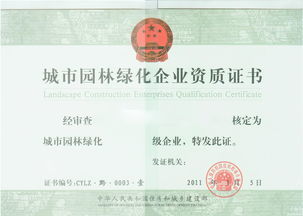 城市园林绿化企业资质证书
Landscape Construction Enterprises Qualification Certificate
经审查 核定为
城市园林绿化 级企业，特发此证。
发证机关：
证书编号：CYLZ·黔·0003·壹 2011 年 3 月 5 日
中华人民共和国住房和城乡建设部